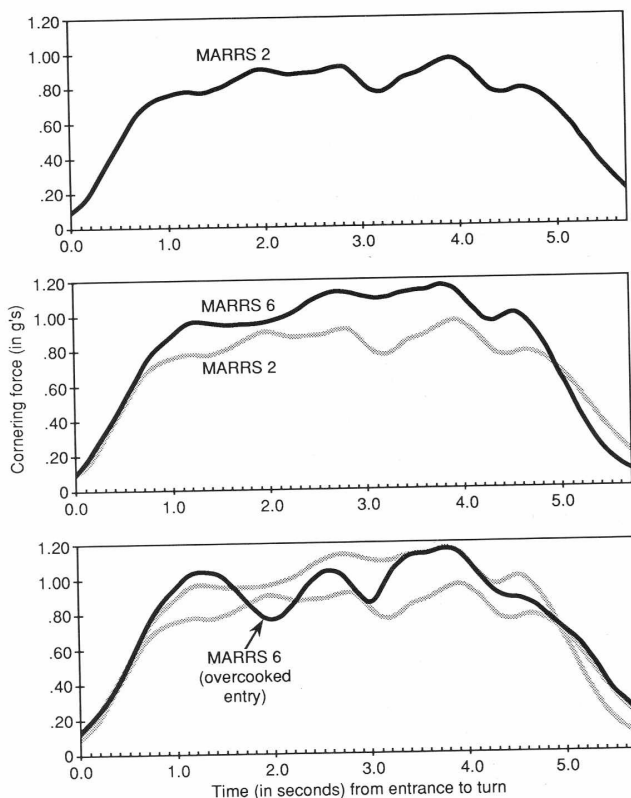 1.20
1.00
.80
.60
.40
.20
0
MARRS 2
0.0 1.0 2.0 3.0 4.0 5.0
Cornering force (in g's)
1.20
1.00
.80
.60
.40
.20
0
MARRS 6
MARRS 2
0.0 1.0 2.0 3.0 4.0 5.0
1.20
1.00
.80
.60
.40
.20
0
MARRS 6
(overcooked
entry)
0.0 1.0 2.0 3.0 4.0 5.0
Time (in seconds) from entrance to turn